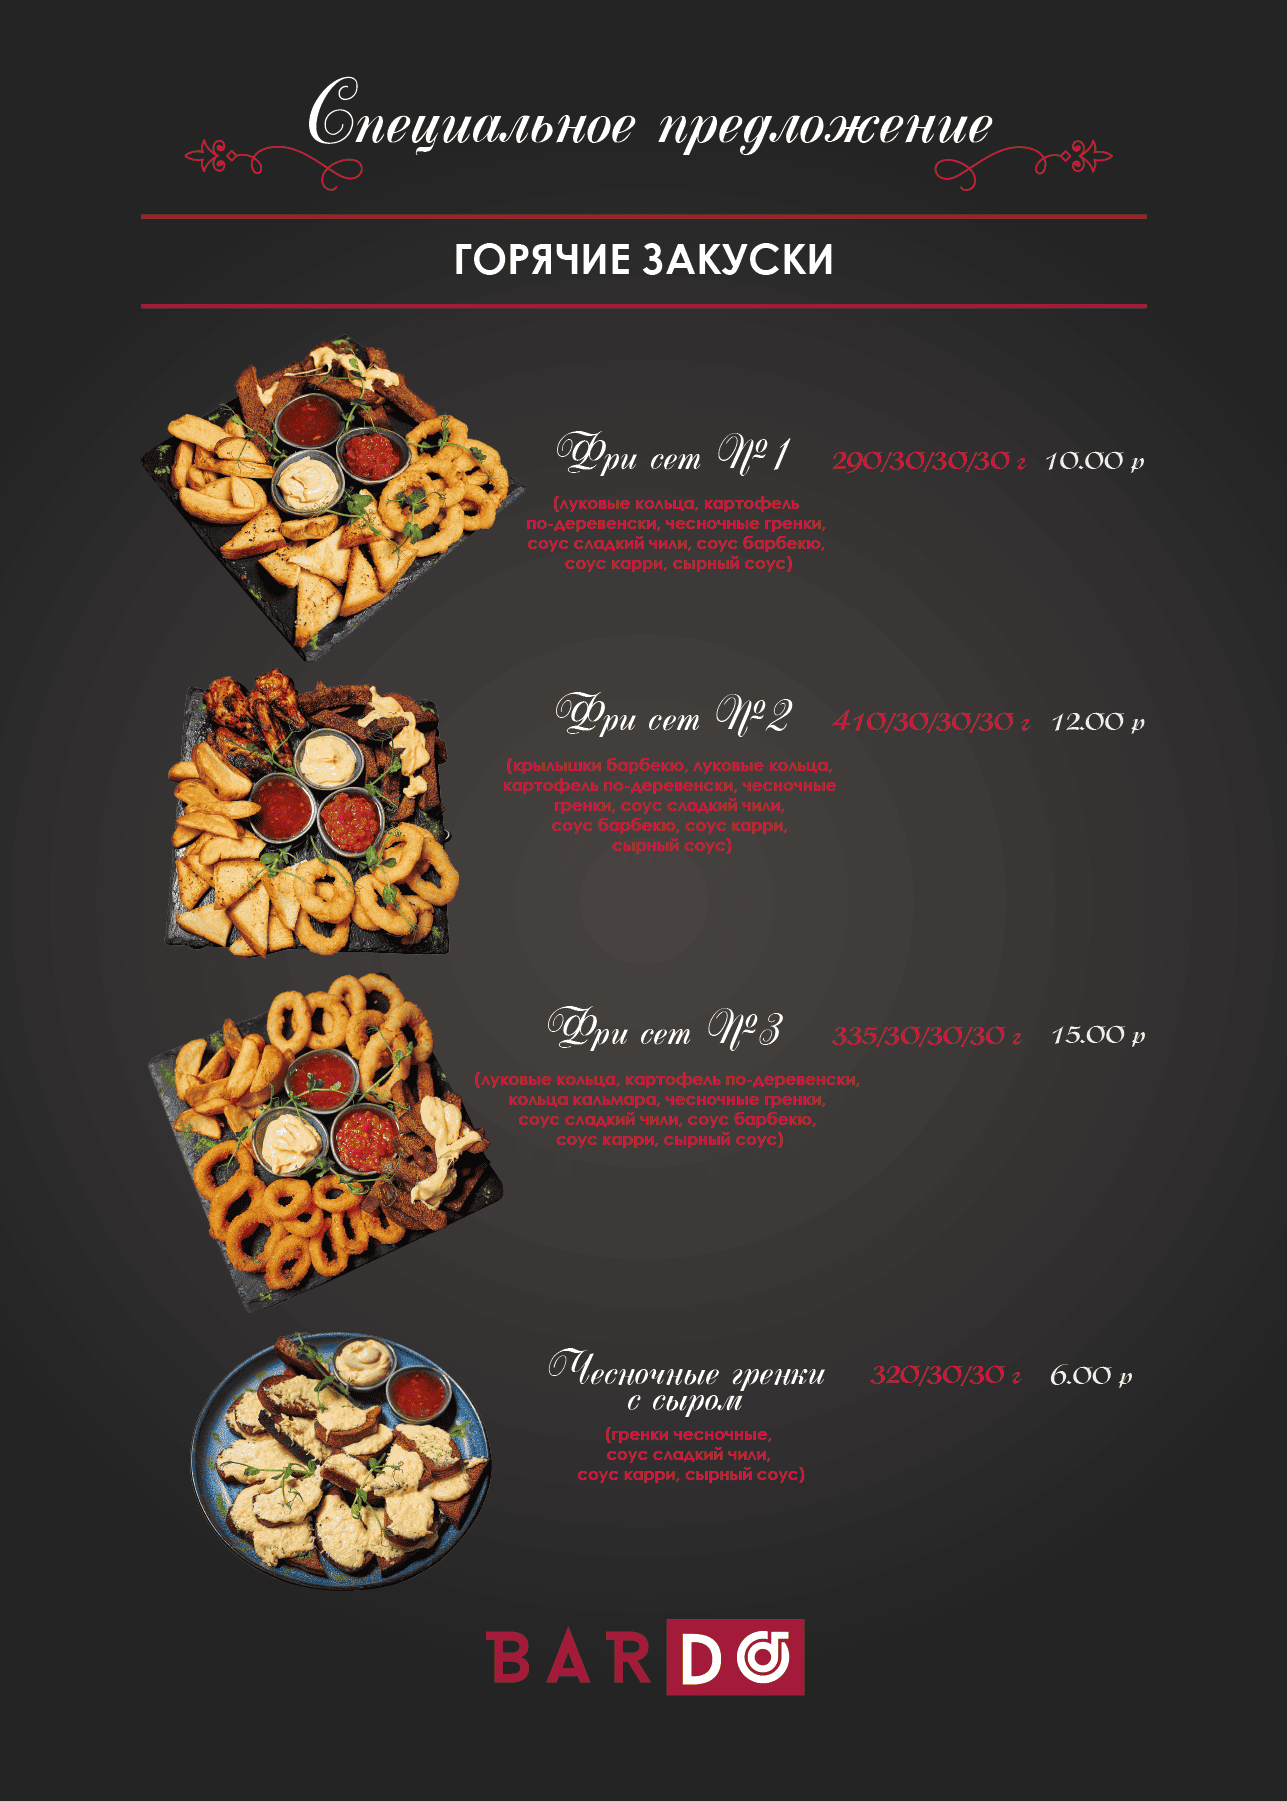 Специальное предложение
ГОРЯЧИЕ ЗАКУСКИ
Фри сет №1 290/30/30/30 г 10.00 р
(луковые кольца, картофель
по-деревенски, чесночные гренки,
соус сладкий чили, соус барбекю,
соус карри, сырный соус)
Фри сет №2 410/30/30/30 г 12.00 р
(крылышки барбекю, луковые кольца,
картофель по-деревенски, чесночные
гренки, соус сладкий чили,
соус барбекю, соус карри,
сырный соус)
Фри сет №3 335/30/30/30 г 15.00 р
(луковые кольца, картофель по-деревенски,
кольца кальмара, чесночные гренки,
соус сладкий чили, соус барбекю,
соус карри, сырный соус)
Чесночные гренки 320/30/30 г 6.00 р
с сыром
(гренки чесночные,
соус сладкий чили,
соус карри, сырный соус)
BARDO